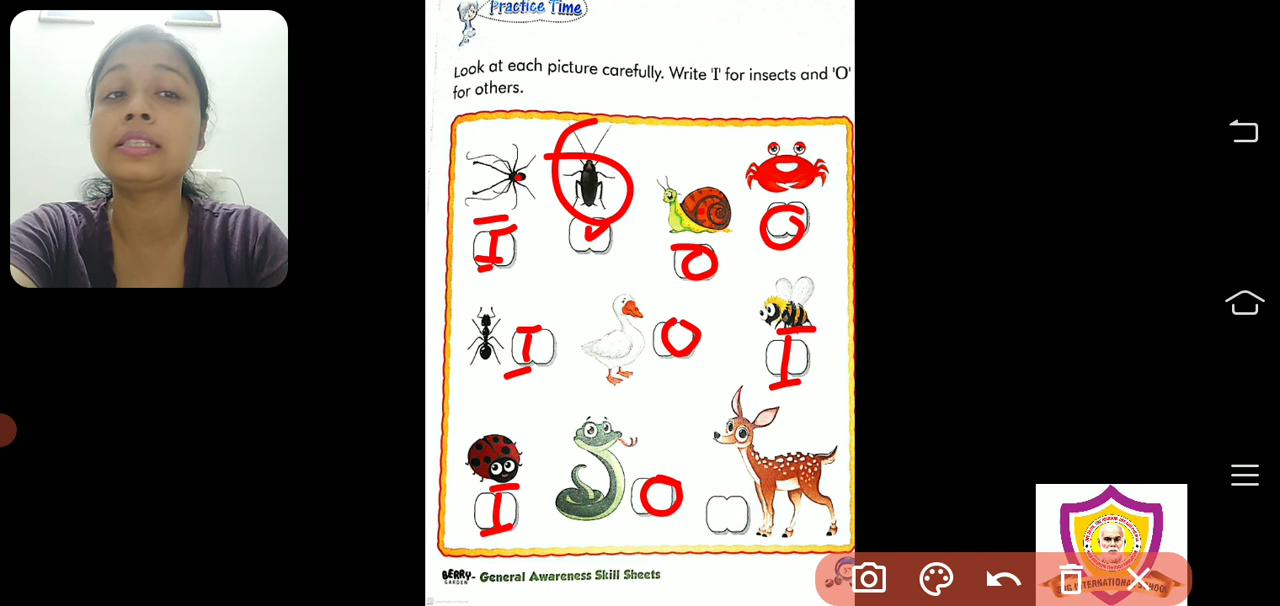 Practice Time
Look at each picture carefully. Write 'I' for insects and 'O'
for others.
I
O
O
I
O
I
I
O
BERRY GARDEN - General Awareness Skill Sheets
INTERNATIONAL SCHOOL